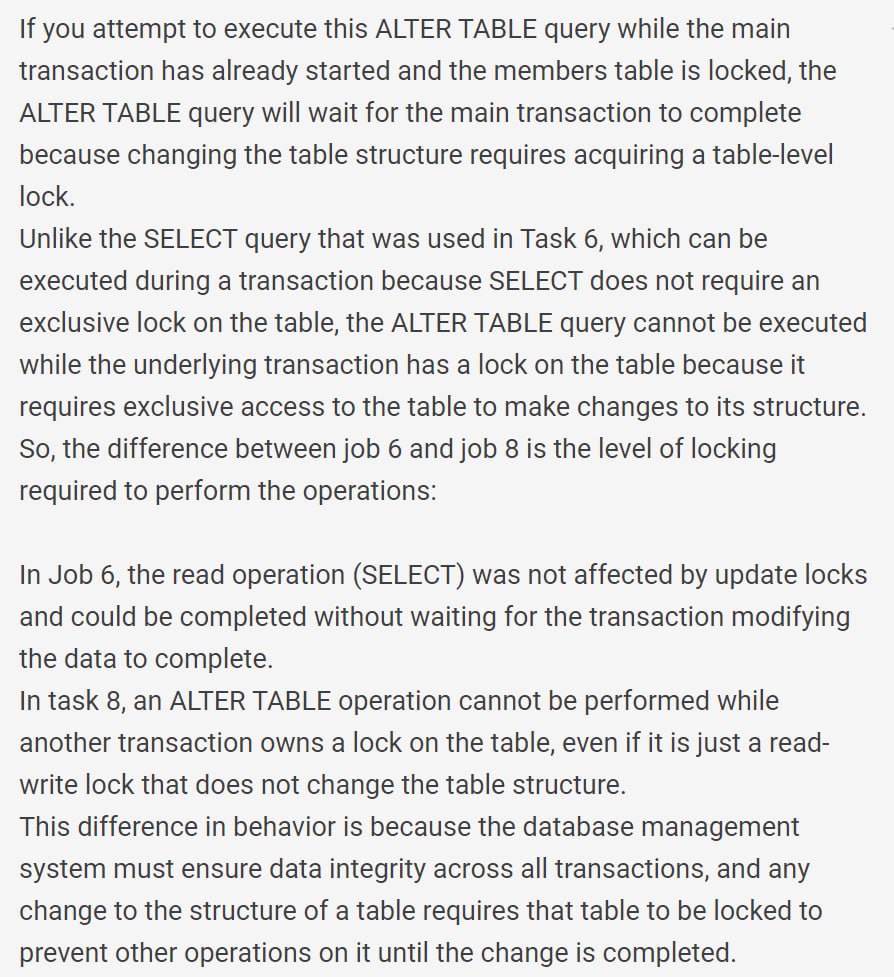 If you attempt to execute this ALTER TABLE query while the main
transaction has already started and the members table is locked, the
ALTER TABLE query will wait for the main transaction to complete
because changing the table structure requires acquiring a table-level
lock.
Unlike the SELECT query that was used in Task 6, which can be
executed during a transaction because SELECT does not require an
exclusive lock on the table, the ALTER TABLE query cannot be executed
while the underlying transaction has a lock on the table because it
requires exclusive access to the table to make changes to its structure.
So, the difference between job 6 and job 8 is the level of locking
required to perform the operations:
In Job 6, the read operation (SELECT) was not affected by update locks
and could be completed without waiting for the transaction modifying
the data to complete.
In task 8, an ALTER TABLE operation cannot be performed while
another transaction owns a lock on the table, even if it is just a read-
write lock that does not change the table structure.
This difference in behavior is because the database management
system must ensure data integrity across all transactions, and any
change to the structure of a table requires that table to be locked to
prevent other operations on it until the change is completed.